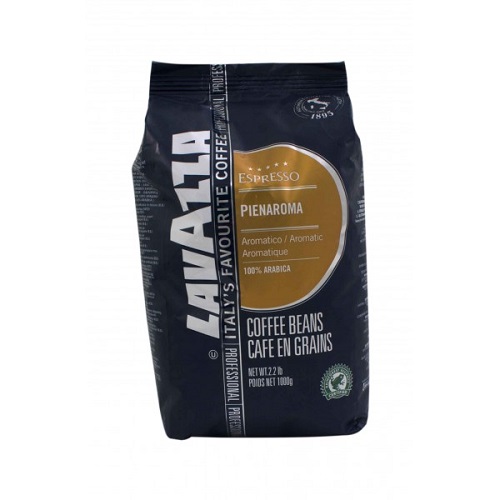 LAVAZZA
ITALY'S FAVOURITE COFFEE
PROFESSIONAL
PROFESSIONAL
1895
ESPRESSO
PIENAROMA
Aromatico / Aromatic
Aromatique
100% ARABICA
COFFEE BEANS
CAFE EN GRAINS
NET WT. 2.2 lb
POIDS NET 1000g